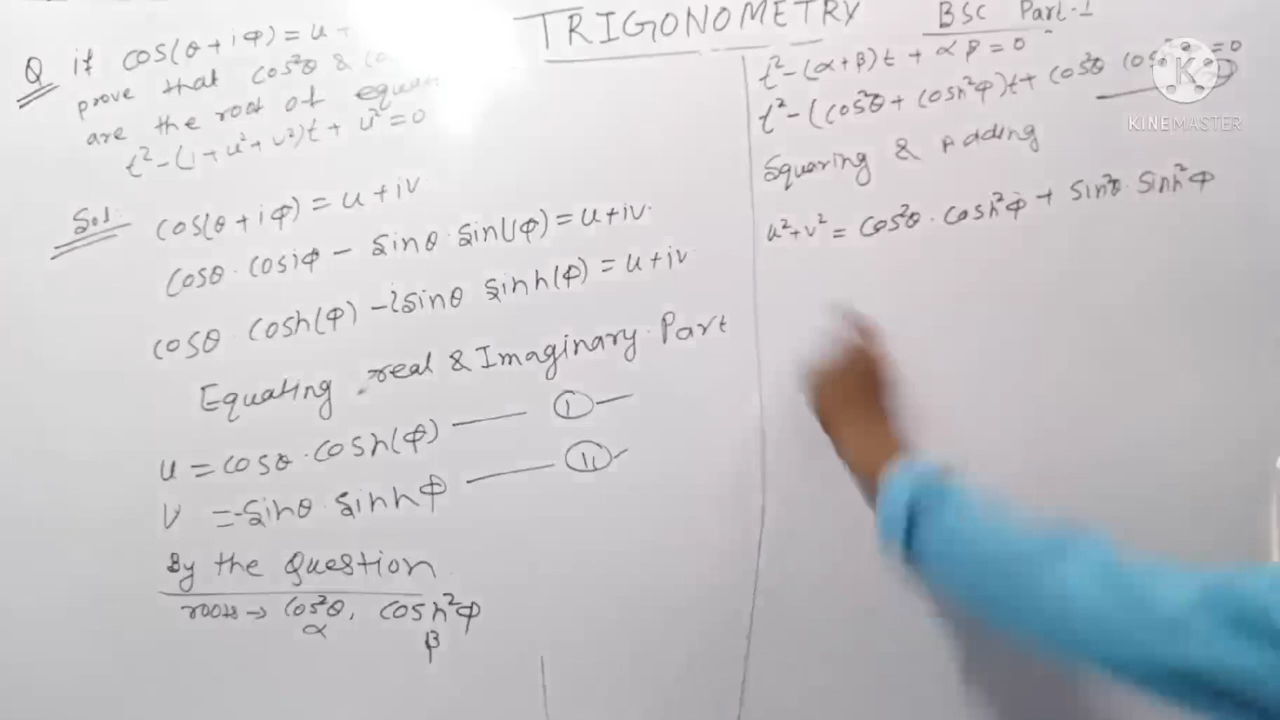 TRIGONOMETRY
BSC Part-1
Q if cos(θ + iφ) = u +
prove that cos²θ &
are the root of
t² - (1 + u² + v²)t + u² = 0
Sol.
cos(θ + iφ) = u + iv
cosθ · cosiφ - sinθ · sin(iφ) = u + iv.
cosθ cosh(φ) - isinθ sinh(φ) = u + iv
Equating real & Imaginary Part
u = cosθ · cosh(φ) —— (I) —
v = -sinθ · sinhφ —— (II) -
By the Question
roots → cos²θ, cosh²φ
α β
t² - (α + β)t + αβ = 0
t² - (cos²θ + cosh²φ)t + cos²θ = 0
Squaring & Adding
u² + v² = cos²θ · cosh²φ + sin²θ · sinh²φ
K
KINEMASTER